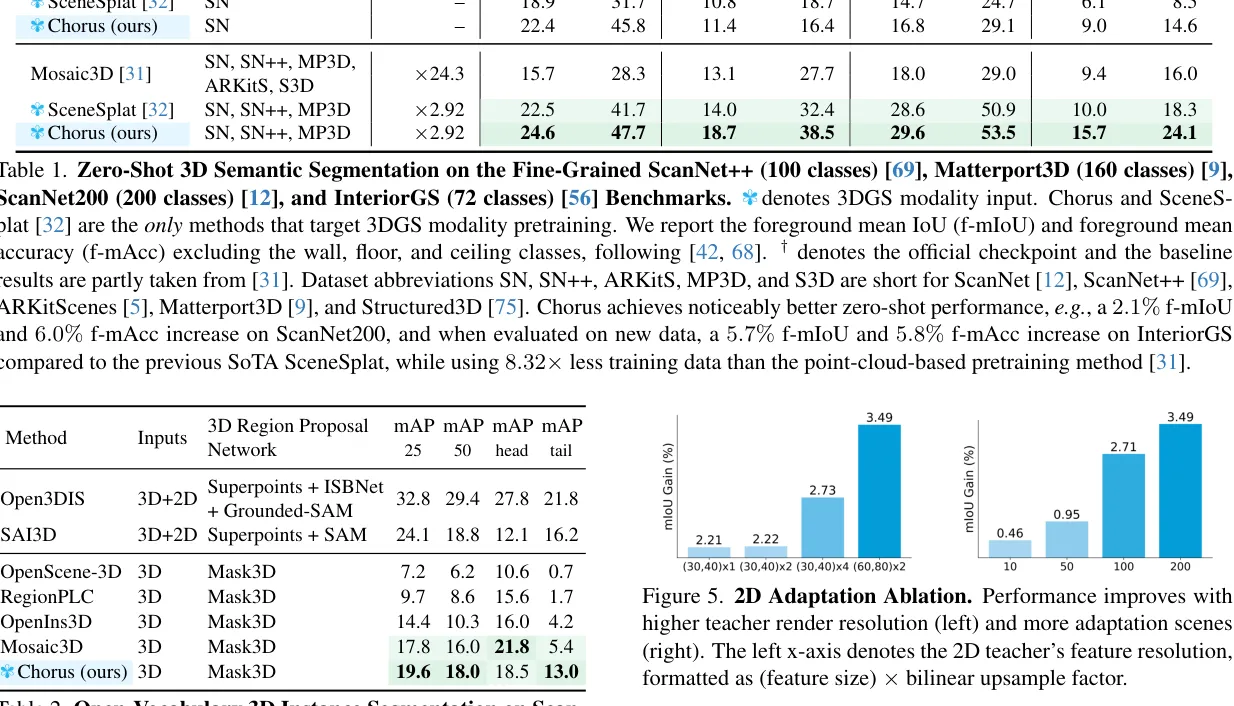 SceneSplat [32] SN – 18.9 31.7 10.8 18.7 14.7 24.7 6.1 8.5
Chorus (ours) SN – 22.4 45.8 11.4 16.4 16.8 29.1 9.0 14.6
Mosaic3D [31] SN, SN++, MP3D, ARKitS, S3D ×24.3 15.7 28.3 13.1 27.7 18.0 29.0 9.4 16.0
SceneSplat [32] SN, SN++, MP3D ×2.92 22.5 41.7 14.0 32.4 28.6 50.9 10.0 18.3
Chorus (ours) SN, SN++, MP3D ×2.92 24.6 47.7 18.7 38.5 29.6 53.5 15.7 24.1
Table 1. Zero-Shot 3D Semantic Segmentation on the Fine-Grained ScanNet++ (100 classes) [69], Matterport3D (160 classes) [9],
ScanNet200 (200 classes) [12], and InteriorGS (72 classes) [56] Benchmarks. denotes 3DGS modality input. Chorus and SceneS-
plat [32] are the only methods that target 3DGS modality pretraining. We report the foreground mean IoU (f-mIoU) and foreground mean
accuracy (f-mAcc) excluding the wall, floor, and ceiling classes, following [42, 68]. † denotes the official checkpoint and the baseline
results are partly taken from [31]. Dataset abbreviations SN, SN++, ARKitS, MP3D, and S3D are short for ScanNet [12], ScanNet++ [69],
ARKitScenes [5], Matterport3D [9], and Structured3D [75]. Chorus achieves noticeably better zero-shot performance, e.g., a 2.1% f-mIoU
and 6.0% f-mAcc increase on ScanNet200, and when evaluated on new data, a 5.7% f-mIoU and 5.8% f-mAcc increase on InteriorGS
compared to the previous SoTA SceneSplat, while using 8.32× less training data than the point-cloud-based pretraining method [31].
Method Inputs 3D Region Proposal Network mAP 25 mAP 50 mAP head mAP tail
Open3DIS 3D+2D Superpoints + ISBNet + Grounded-SAM 32.8 29.4 27.8 21.8
SAI3D 3D+2D Superpoints + SAM 24.1 18.8 12.1 16.2
OpenScene-3D 3D Mask3D 7.2 6.2 10.6 0.7
RegionPLC 3D Mask3D 9.7 8.6 15.6 1.7
OpenIns3D 3D Mask3D 14.4 10.3 16.0 4.2
Mosaic3D 3D Mask3D 17.8 16.0 21.8 5.4
Chorus (ours) 3D Mask3D 19.6 18.0 18.5 13.0
Table 2. Open-Vocabulary 3D Instance Segmentation on Scan-
mIoU Gain (%)
2.21 2.22 2.73 3.49
(30,40)x1 (30,40)x2 (30,40)x4 (60,80)x2
mIoU Gain (%)
0.46 0.95 2.71 3.49
10 50 100 200
Figure 5. 2D Adaptation Ablation. Performance improves with
higher teacher render resolution (left) and more adaptation scenes
(right). The left x-axis denotes the 2D teacher's feature resolution,
formatted as (feature size) × bilinear upsample factor.